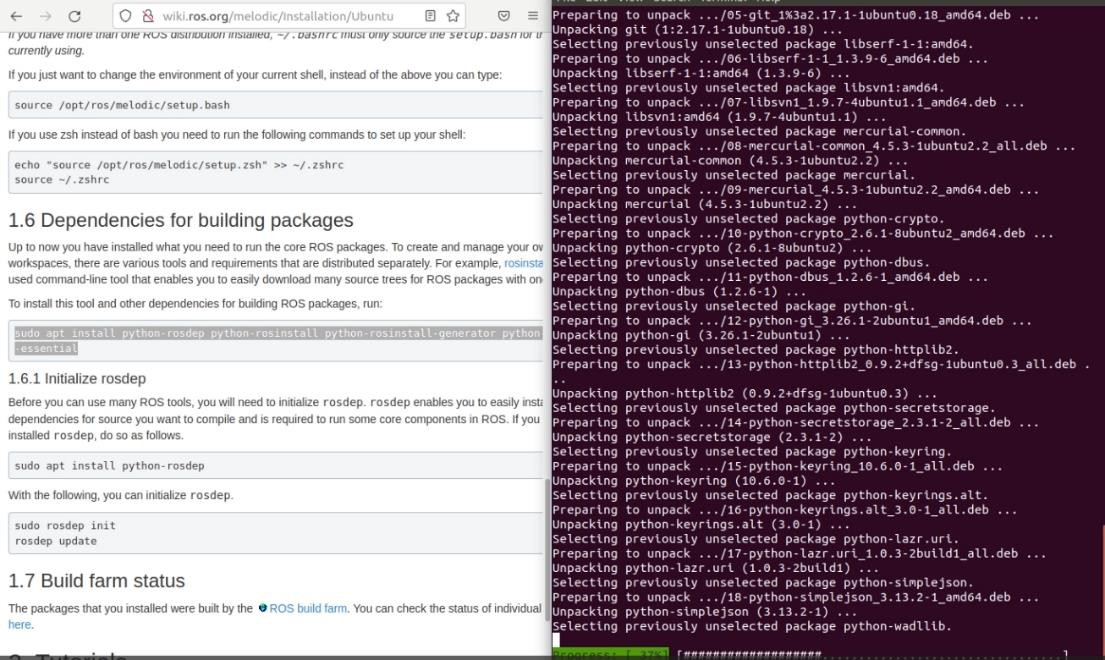 wiki.ros.org/melodic/Installation/Ubuntu
If you have more than one ROS distribution installed, ~/.bashrc must only source the setup.bash for
currently using.
If you just want to change the environment of your current shell, instead of the above you can type:
source /opt/ros/melodic/setup.bash
If you use zsh instead of bash you need to run the following commands to set up your shell:
echo "source /opt/ros/melodic/setup.zsh" >> ~/.zshrc
source ~/.zshrc
1.6 Dependencies for building packages
Up to now you have installed what you need to run the core ROS packages. To create and manage your
workspaces, there are various tools and requirements that are distributed separately. For example, rosinsta
used command-line tool that enables you to easily download many source trees for ROS packages with
To install this tool and other dependencies for building ROS packages, run:
sudo apt install python-rosdep python-rosinstall python-rosinstall-generator python
-essential
1.6.1 Initialize rosdep
Before you can use many ROS tools, you will need to initialize rosdep. rosdep enables you to easily insta
dependencies for source you want to compile and is required to run some core components in ROS. If you
installed rosdep, do so as follows.
sudo apt install python-rosdep
With the following, you can initialize rosdep.
sudo rosdep init
rosdep update
1.7 Build farm status
The packages that you installed were built by the ROS build farm. You can check the status of individual
here.
Preparing to unpack .../05-git_1%3a2.17.1-1ubuntu0.18_amd64.deb ...
Unpacking git (1:2.17.1-1ubuntu0.18) ...
Selecting previously unselected package libserf-1-1:amd64.
Preparing to unpack .../06-libserf-1-1_1.3.9-6_amd64.deb ...
Unpacking libserf-1-1:amd64 (1.3.9-6) ...
Selecting previously unselected package libsvn1:amd64.
Preparing to unpack .../07-libsvn1_1.9.7-4ubuntu1.1_amd64.deb ...
Unpacking libsvn1:amd64 (1.9.7-4ubuntu1.1) ...
Selecting previously unselected package mercurial-common.
Preparing to unpack .../08-mercurial-common_4.5.3-1ubuntu2.2_all.deb ...
Unpacking mercurial-common (4.5.3-1ubuntu2.2) ...
Selecting previously unselected package mercurial.
Preparing to unpack .../09-mercurial_4.5.3-1ubuntu2.2_amd64.deb ...
Unpacking mercurial (4.5.3-1ubuntu2.2) ...
Selecting previously unselected package python-crypto.
Preparing to unpack .../10-python-crypto_2.6.1-8ubuntu2_amd64.deb ...
Unpacking python-crypto (2.6.1-8ubuntu2) ...
Selecting previously unselected package python-dbus.
Preparing to unpack .../11-python-dbus_1.2.6-1_amd64.deb ...
Unpacking python-dbus (1.2.6-1) ...
Selecting previously unselected package python-gi.
Preparing to unpack .../12-python-gi_3.26.1-2ubuntu1_amd64.deb ...
Unpacking python-gi (3.26.1-2ubuntu1) ...
Selecting previously unselected package python-httplib2.
Preparing to unpack .../13-python-httplib2_0.9.2+dfsg-1ubuntu0.3_all.deb .
..
Unpacking python-httplib2 (0.9.2+dfsg-1ubuntu0.3) ...
Selecting previously unselected package python-secretstorage.
Preparing to unpack .../14-python-secretstorage_2.3.1-2_all.deb ...
Unpacking python-secretstorage (2.3.1-2) ...
Selecting previously unselected package python-keyring.
Preparing to unpack .../15-python-keyring_10.6.0-1_all.deb ...
Unpacking python-keyring (10.6.0-1) ...
Selecting previously unselected package python-keyrings.alt.
Preparing to unpack .../16-python-keyrings.alt_3.0-1_all.deb ...
Unpacking python-keyrings.alt (3.0-1) ...
Selecting previously unselected package python-lazr.uri.
Preparing to unpack .../17-python-lazr.uri_1.0.3-2build1_all.deb ...
Unpacking python-lazr.uri (1.0.3-2build1) ...
Selecting previously unselected package python-simplejson.
Preparing to unpack .../18-python-simplejson_3.13.2-1_amd64.deb ...
Unpacking python-simplejson (3.13.2-1) ...
Selecting previously unselected package python-wadllib.
Progress: [ 37%]